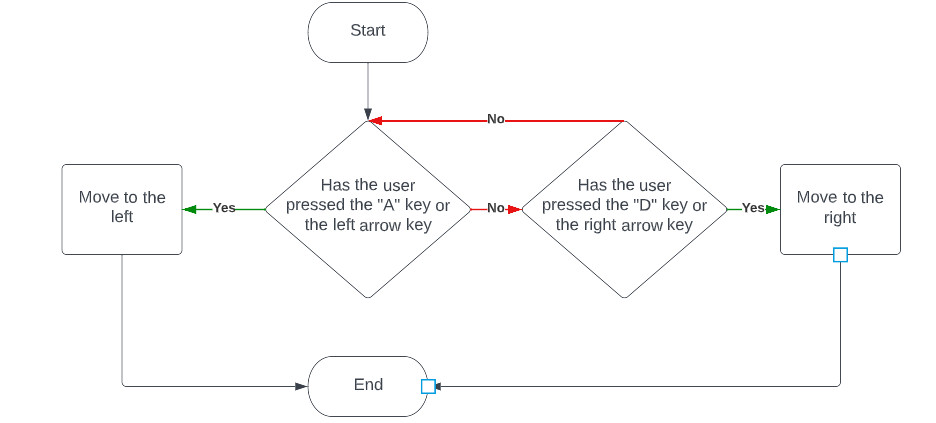 Start
No
Move to the
left
Yes
Has the user
pressed the "A" key or
the left arrow key
No
Has the user
pressed the "D" key or
the right arrow key
Yes
Move to the
right
End